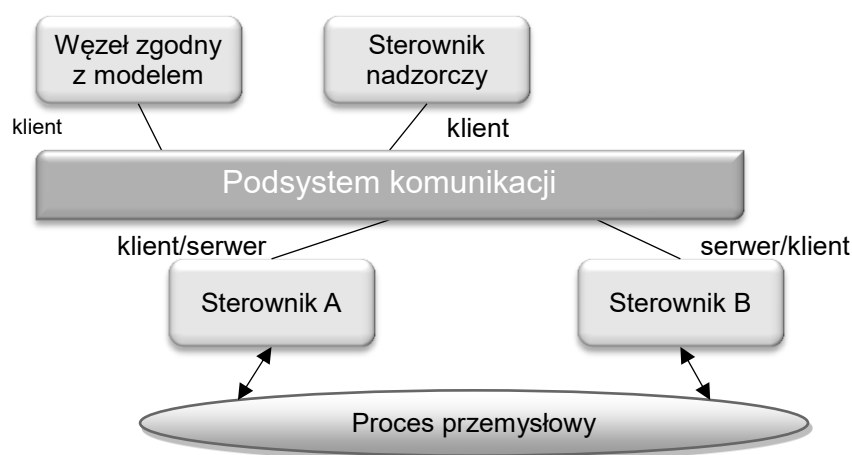 Węzeł zgodny
z modelem
Sterownik
nadzorczy
klient
klient
Podsystem komunikacji
klient/serwer
serwer/klient
Sterownik A
Sterownik B
Proces przemysłowy